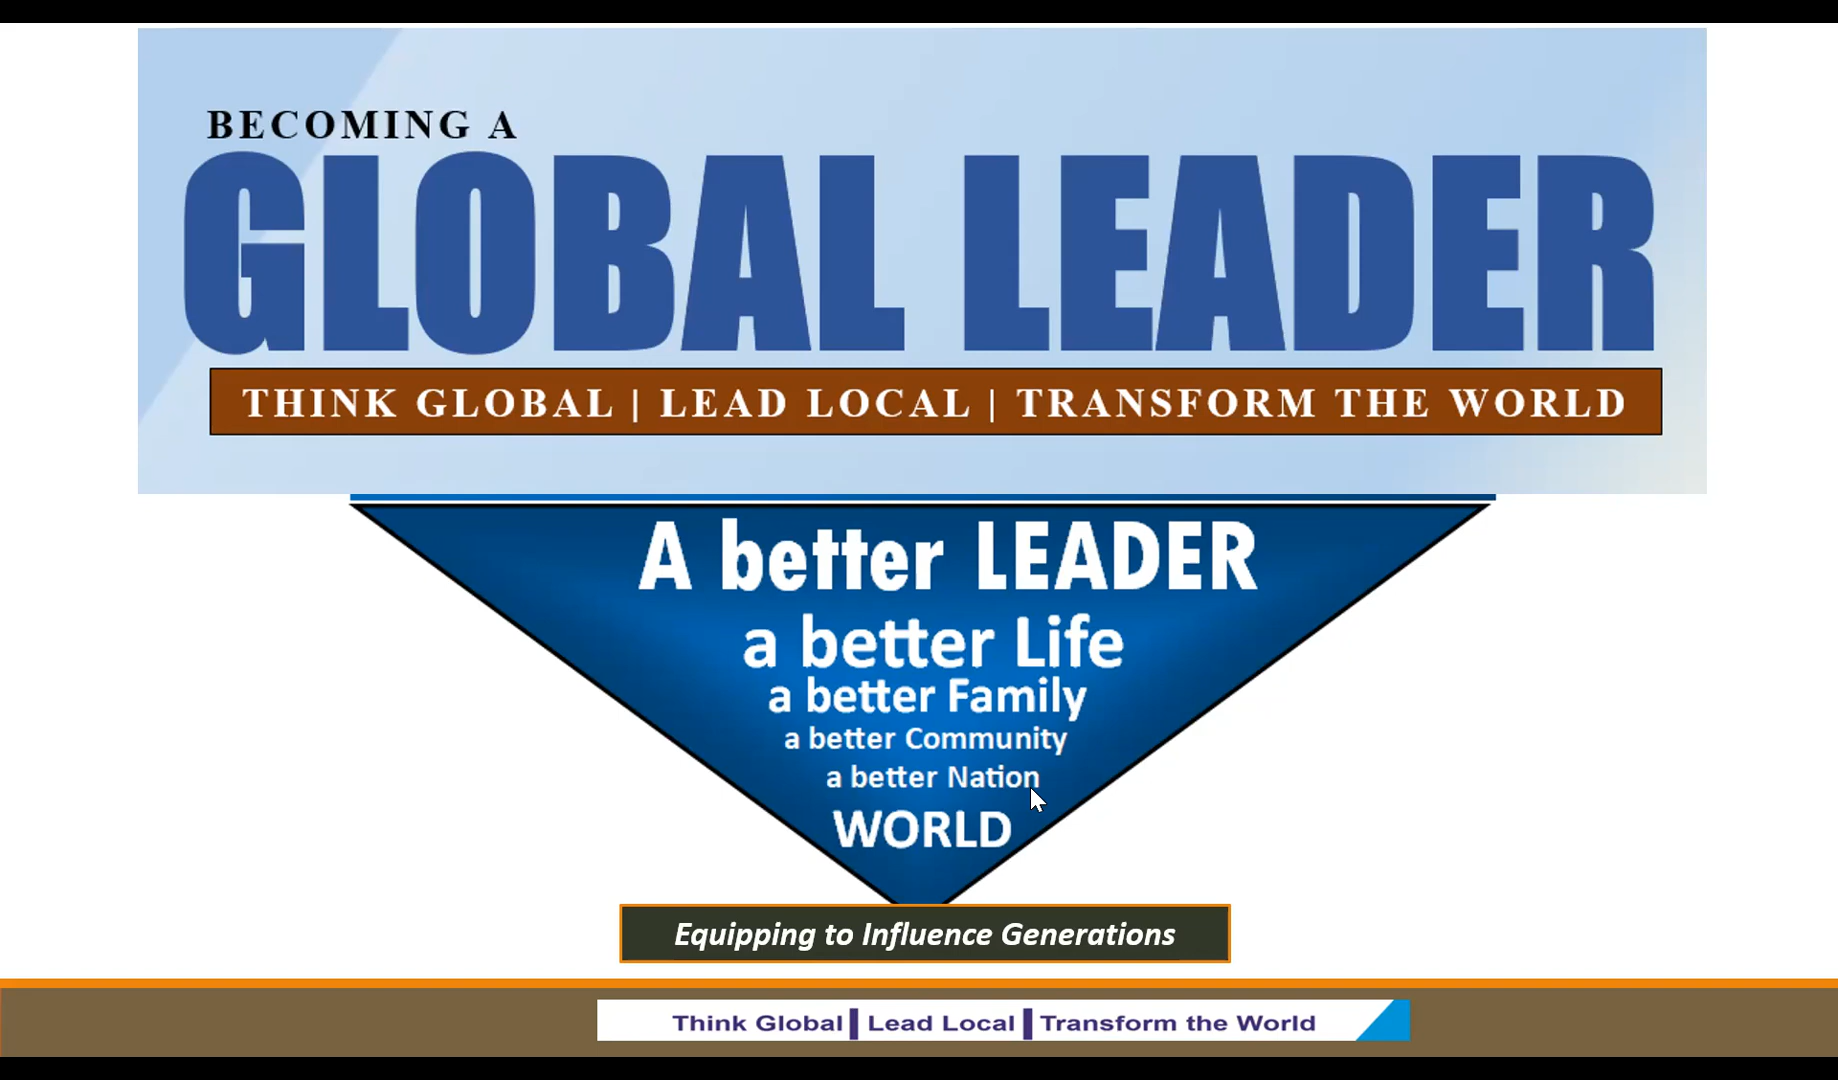 BECOMING A
GLOBAL LEADER
THINK GLOBAL | LEAD LOCAL | TRANSFORM THE WORLD
A better LEADER
a better Life
a better Family
a better Community
a better Nation
WORLD
Equipping to Influence Generations
Think Global | Lead Local | Transform the World